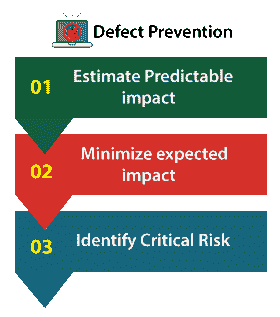 Defect Prevention
01
Estimate Predictable
impact
02
Minimize expected
impact
03
Identify Critical Risk